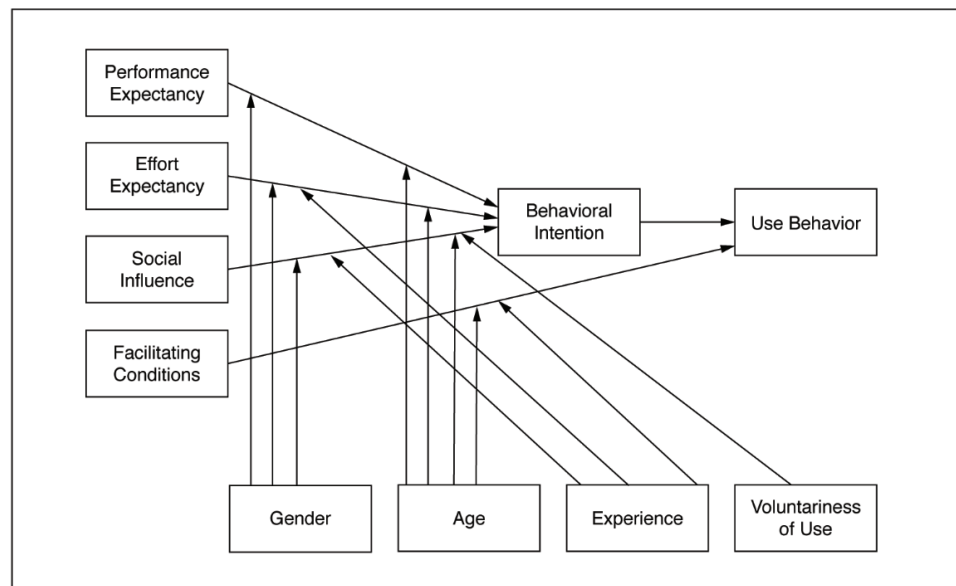 Performance
Expectancy
Effort
Expectancy
Social
Influence
Facilitating
Conditions
Behavioral
Intention
Use Behavior
Gender
Age
Experience
Voluntariness
of Use